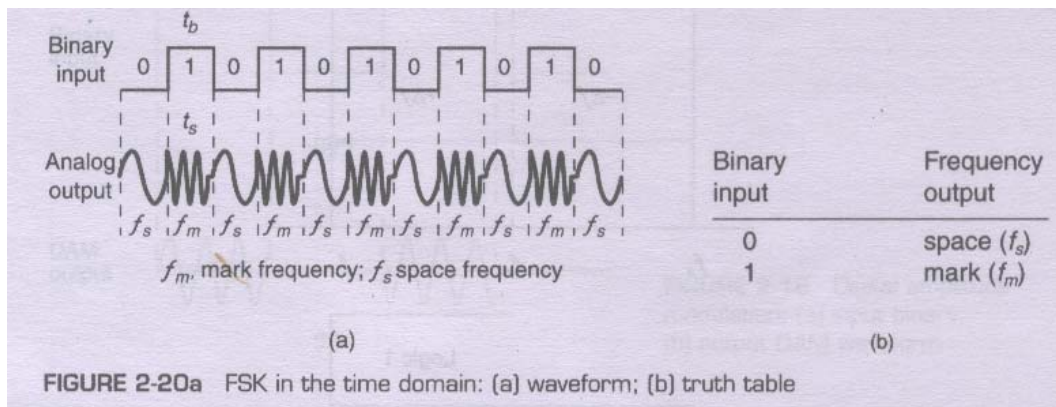 t_b
Binary input
0 1 0 1 0 1 0 1 0 1 0
t_s
Analog output
f_s f_m f_s f_m f_s f_m f_s f_m f_s f_m f_s
f_m, mark frequency; f_s space frequency
(a)
Binary input Frequency output
0 space (f_s)
1 mark (f_m)
(b)
FIGURE 2-20a FSK in the time domain: (a) waveform; (b) truth table